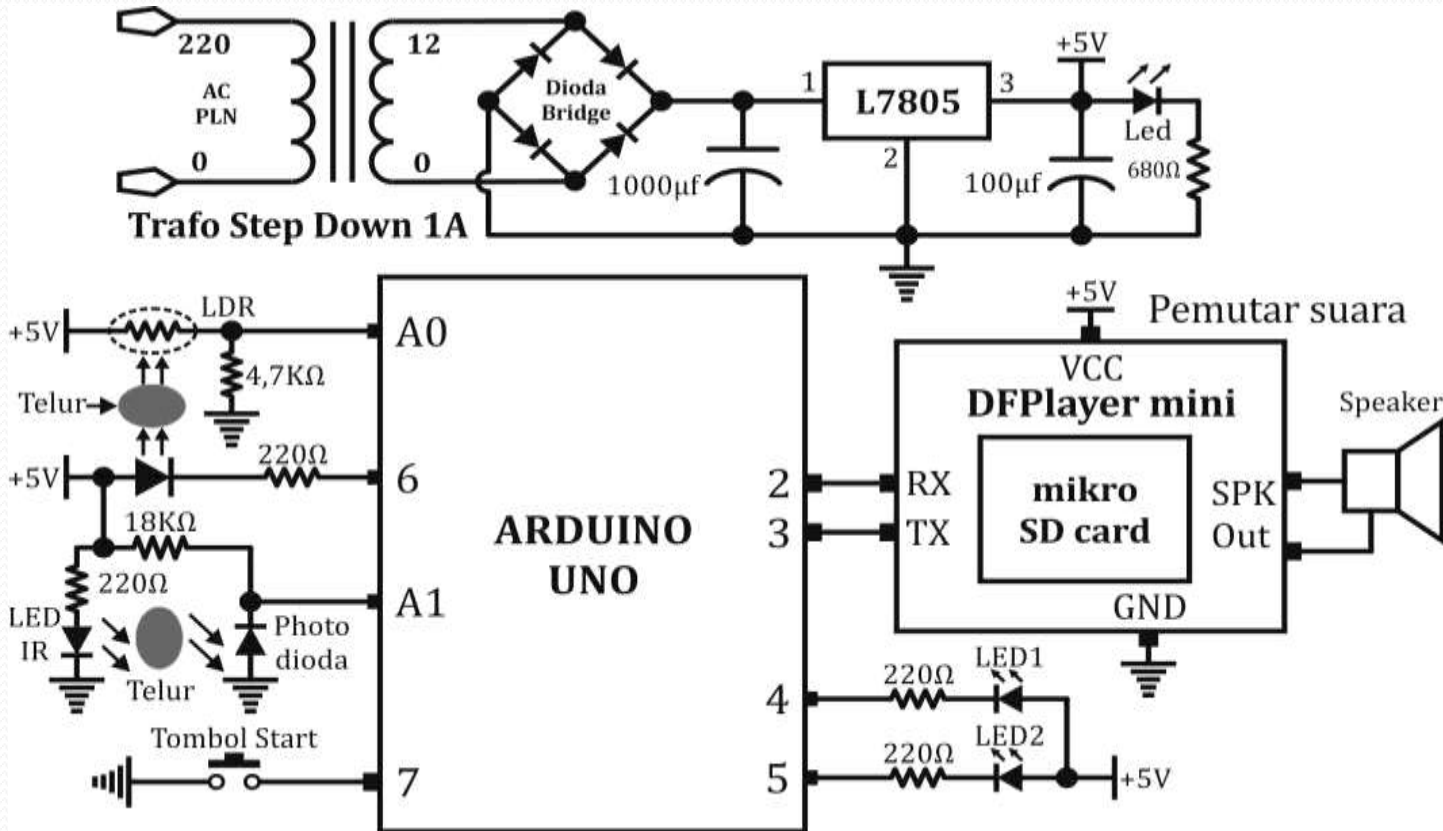 220
12
AC
PLN
0
0
Dioda
Bridge
Trafo Step Down 1A
1000µf
1
L7805
3
2
+5V
Led
100µf
680Ω
+5V
LDR
4,7KΩ
Telur
+5V
220Ω
18KΩ
220Ω
LED
IR
Telur
Photo
dioda
Tombol Start
A0
6
A1
7
ARDUINO
UNO
2
3
4
5
+5V
Pemutar suara
VCC
DFPlayer mini
RX
TX
mikro
SD card
SPK
Out
GND
Speaker
220Ω
LED1
220Ω
LED2
+5V